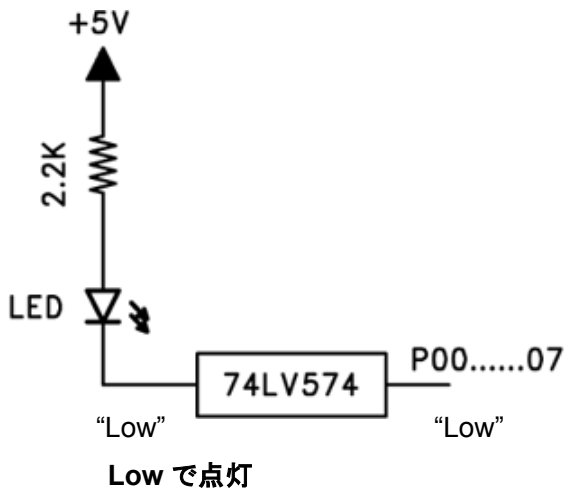 +5V
2.2K
LED
P00......07
74LV574
“Low” “Low”
Low で点灯